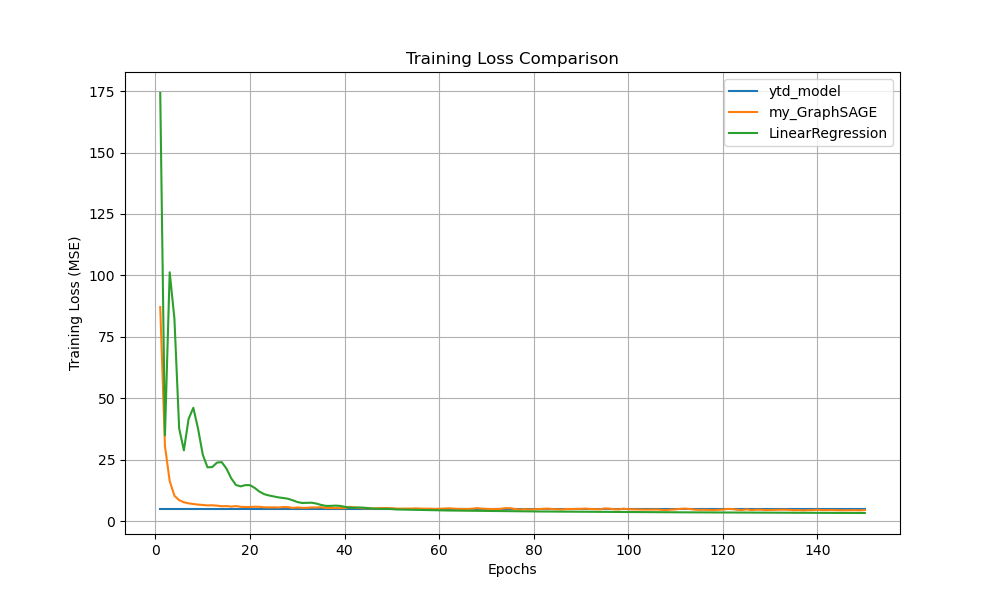 Training Loss Comparison
ytd_model
my_GraphSAGE
LinearRegression
Training Loss (MSE)
175
150
125
100
75
50
25
0
0 20 40 60 80 100 120 140
Epochs